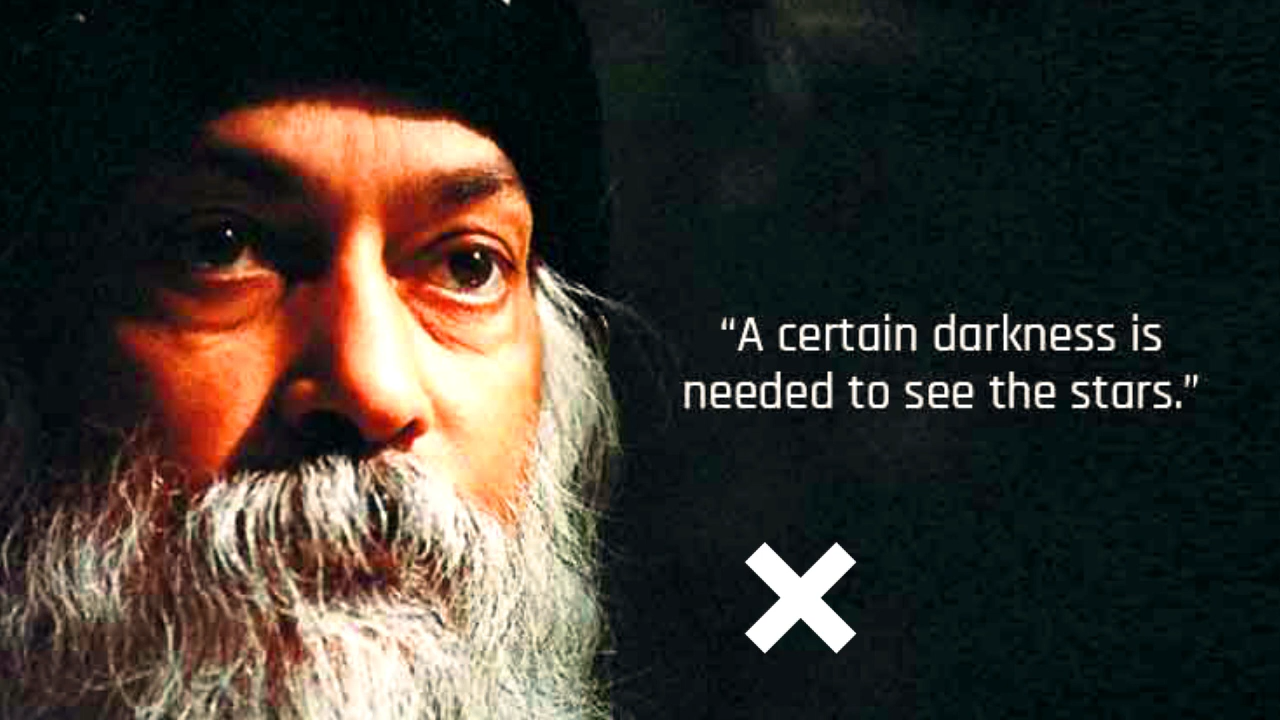 “A certain darkness is
needed to see the stars.”